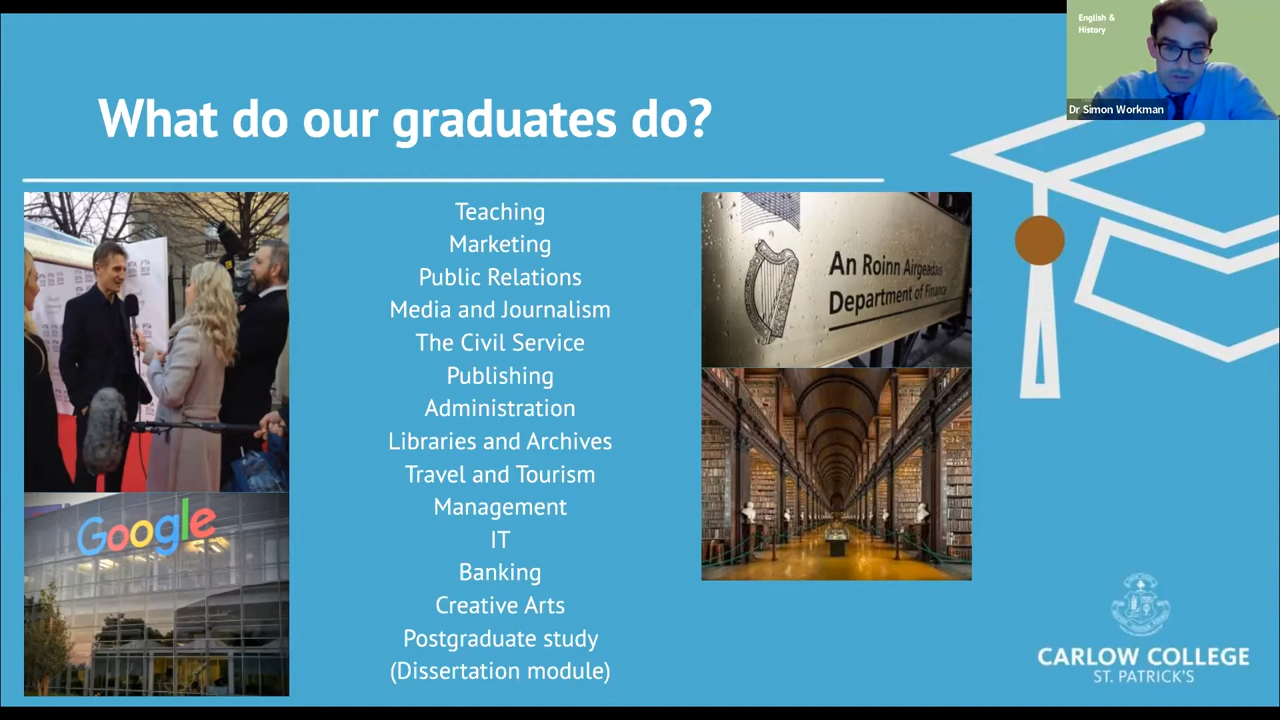 English &
History
Dr Simon Workman
What do our graduates do?
Teaching
Marketing
Public Relations
Media and Journalism
The Civil Service
Publishing
Administration
Libraries and Archives
Travel and Tourism
Management
IT
Banking
Creative Arts
Postgraduate study
(Dissertation module)
Google
An Roinn Airgeadais
Department of Finance
CARLOW COLLEGE
ST. PATRICK'S